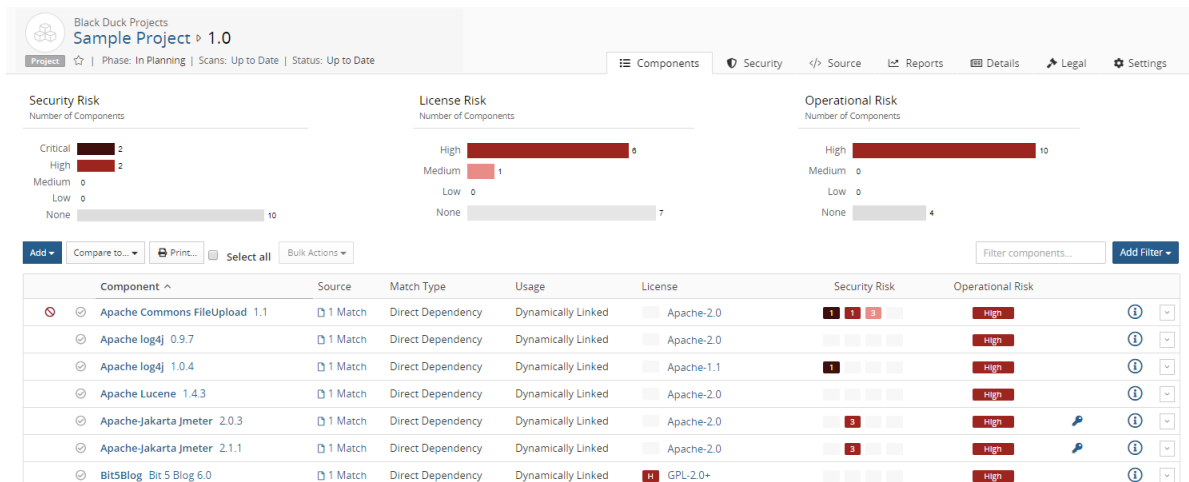 Black Duck Projects
Sample Project ▹ 1.0
Project | Phase: In Planning | Scans: Up to Date | Status: Up to Date
Components Security </> Source Reports Details Legal Settings
Security Risk
Number of Components
Critical 2
High 2
Medium 0
Low 0
None 10
License Risk
Number of Components
High 6
Medium 1
Low 0
None 7
Operational Risk
Number of Components
High 10
Medium 0
Low 0
None 4
Add Compare to... Print... Select all Bulk Actions Filter components... Add Filter
Component Source Match Type Usage License Security Risk Operational Risk
Apache Commons FileUpload 1.1 1 Match Direct Dependency Dynamically Linked Apache-2.0 1 1 3 High
Apache log4j 0.9.7 1 Match Direct Dependency Dynamically Linked Apache-2.0 High
Apache log4j 1.0.4 1 Match Direct Dependency Dynamically Linked Apache-1.1 1 High
Apache Lucene 1.4.3 1 Match Direct Dependency Dynamically Linked Apache-2.0 High
Apache-Jakarta Jmeter 2.0.3 1 Match Direct Dependency Dynamically Linked Apache-2.0 3 High
Apache-Jakarta Jmeter 2.1.1 1 Match Direct Dependency Dynamically Linked Apache-2.0 3 High
Bit5Blog Bit 5 Blog 6.0 1 Match Direct Dependency Dynamically Linked H GPL-2.0+ High